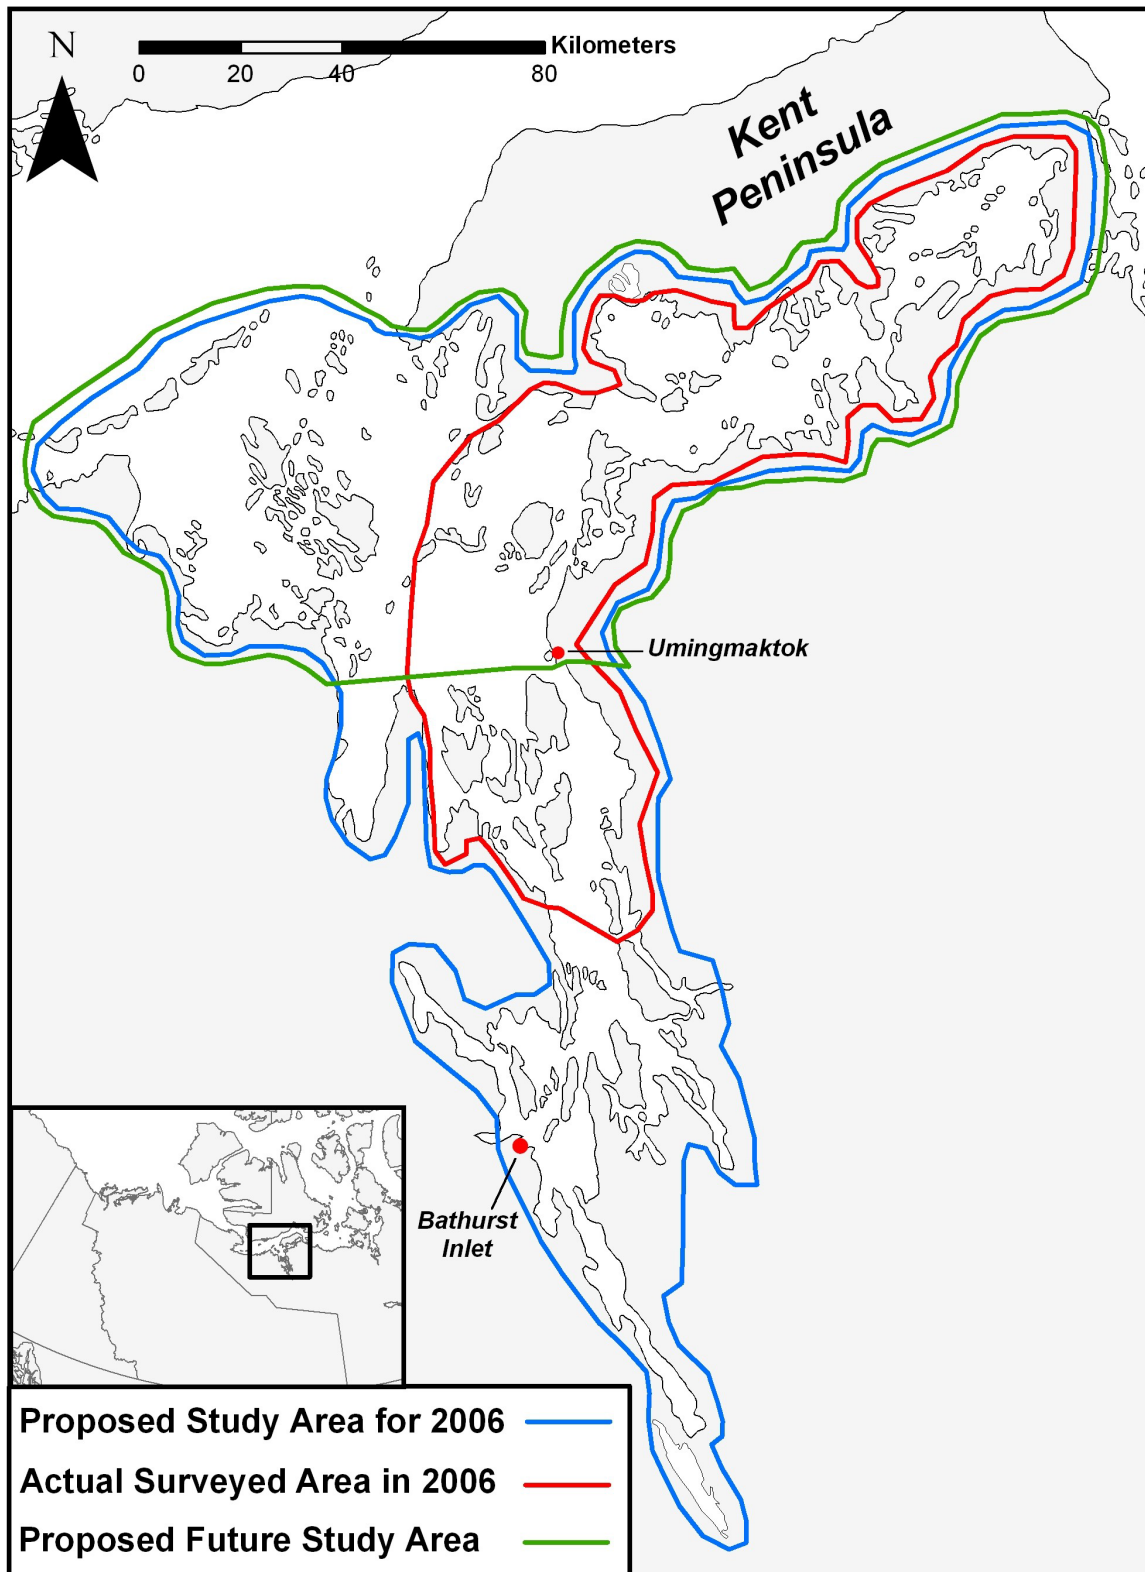 N
Kilometers
0 20 40 80
Kent
Peninsula
Umingmaktok
Bathurst
Inlet
Proposed Study Area for 2006
Actual Surveyed Area in 2006
Proposed Future Study Area